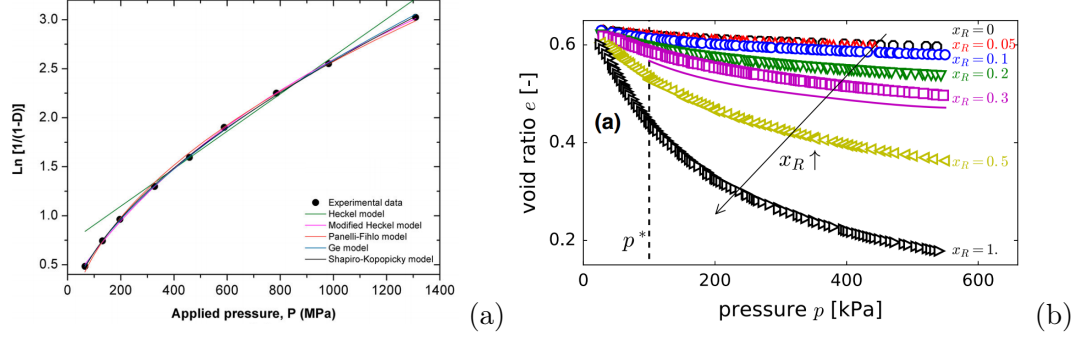 Ln [1/(1-D)]
3.0
2.5
2.0
1.5
1.0
0.5
0 200 400 600 800 1000 1200 1400
Applied pressure, P (MPa)
Experimental data
Heckel model
Modified Heckel model
Panelli-Fihlo model
Ge model
Shapiro-Kopopicky model
(a)
void ratio e [-]
0.6
0.4
0.2
(a)
p*
x_R ↑
x_R = 0
x_R = 0.05
x_R = 0.1
x_R = 0.2
x_R = 0.3
x_R = 0.5
x_R = 1.
0 200 400 600
pressure p [kPa]
(b)